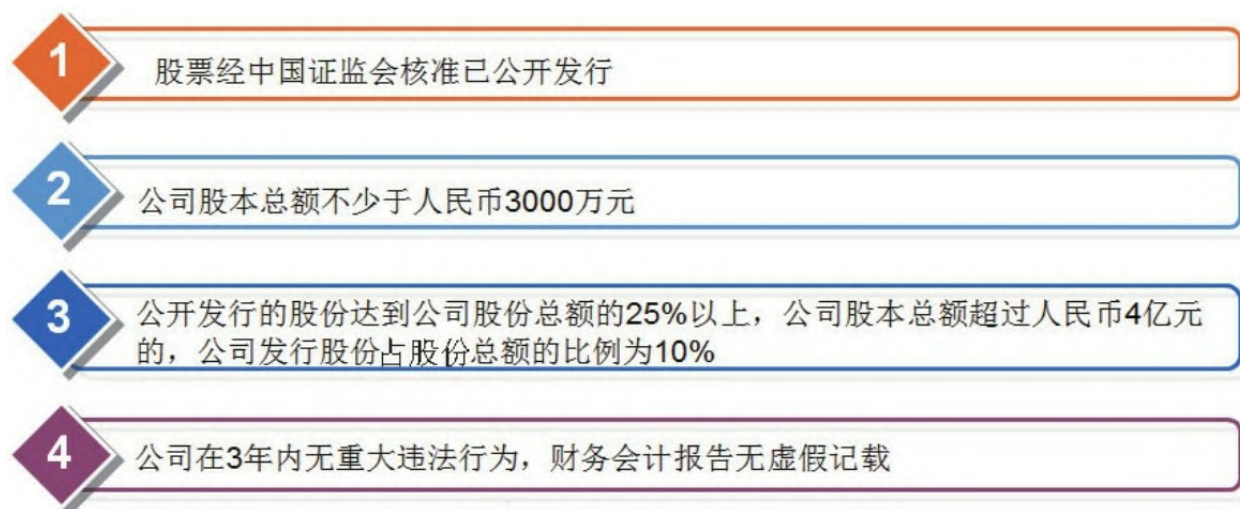 1
股票经中国证监会核准已公开发行
2
公司股本总额不少于人民币3000万元
3
公开发行的股份达到公司股份总额的25%以上，公司股本总额超过人民币4亿元
的，公司发行股份占股份总额的比例为10%
4
公司在3年内无重大违法行为，财务会计报告无虚假记载